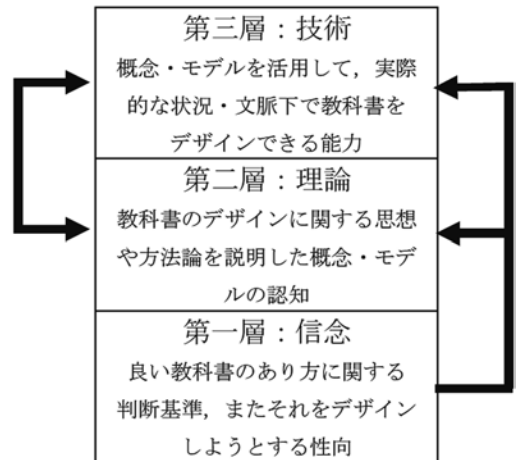 第三層：技術
概念・モデルを活用して，実際
的な状況・文脈下で教科書を
デザインできる能力
第二層：理論
教科書のデザインに関する思想
や方法論を説明した概念・モデ
ルの認知
第一層：信念
良い教科書のあり方に関する
判断基準，またそれをデザイン
しようとする性向